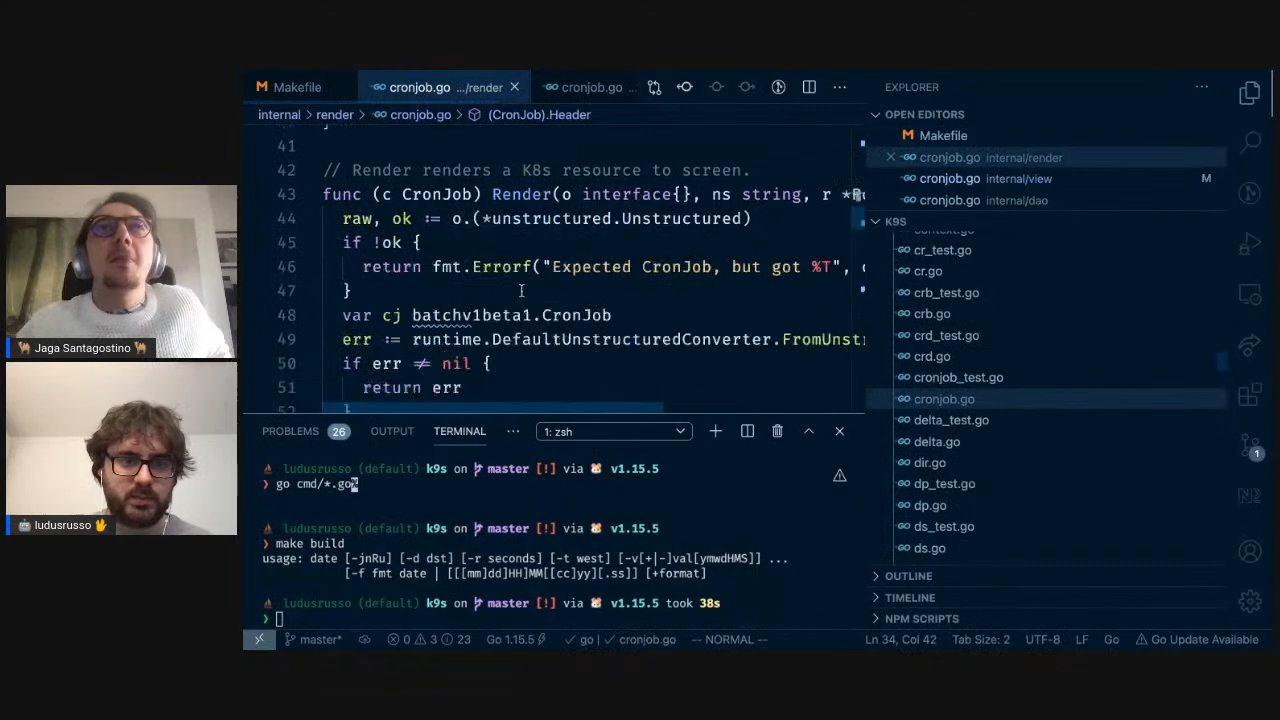 Jaga Santagostino
ludusrusso
Makefile
cronjob.go .../render
cronjob.go ...
internal > render > cronjob.go > (CronJob).Header
41
42 // Render renders a K8s resource to screen.
43 func (c CronJob) Render(o interface{}, ns string, r *
44 raw, ok := o.(*unstructured.Unstructured)
45 if !ok {
46 return fmt.Errorf("Expected CronJob, but got %T",
47 }
48 var cj batchv1beta1.CronJob
49 err := runtime.DefaultUnstructuredConverter.FromUnstr
50 if err ≠ nil {
51 return err
52 }
PROBLEMS 26 OUTPUT TERMINAL ... 1: zsh
ludusrusso (default) k9s on master [!] via v1.15.5
❯ go cmd/*.go
ludusrusso (default) k9s on master [!] via v1.15.5
❯ make build
usage: date [-jnRu] [-d dst] [-r seconds] [-t west] [-v[+|-]val[ymwdHMS]] ...
[-f fmt date | [[[mm]dd]HH]MM[[cc]yy][.ss]] [+format]
ludusrusso (default) k9s on master [!] via v1.15.5 took 38s
❯
EXPLORER
OPEN EDITORS
Makefile
cronjob.go internal/render
cronjob.go internal/view M
cronjob.go internal/dao
K9S
context.go
cr_test.go
cr.go
crb_test.go
crb.go
crd_test.go
crd.go
cronjob_test.go
cronjob.go
delta_test.go
delta.go
dir.go
dp_test.go
dp.go
ds_test.go
ds.go
OUTLINE
TIMELINE
NPM SCRIPTS
1
master* 0 3 23 Go 1.15.5 go | cronjob.go -- NORMAL -- Ln 34, Col 42 Tab Size: 2 UTF-8 LF Go Go Update Available